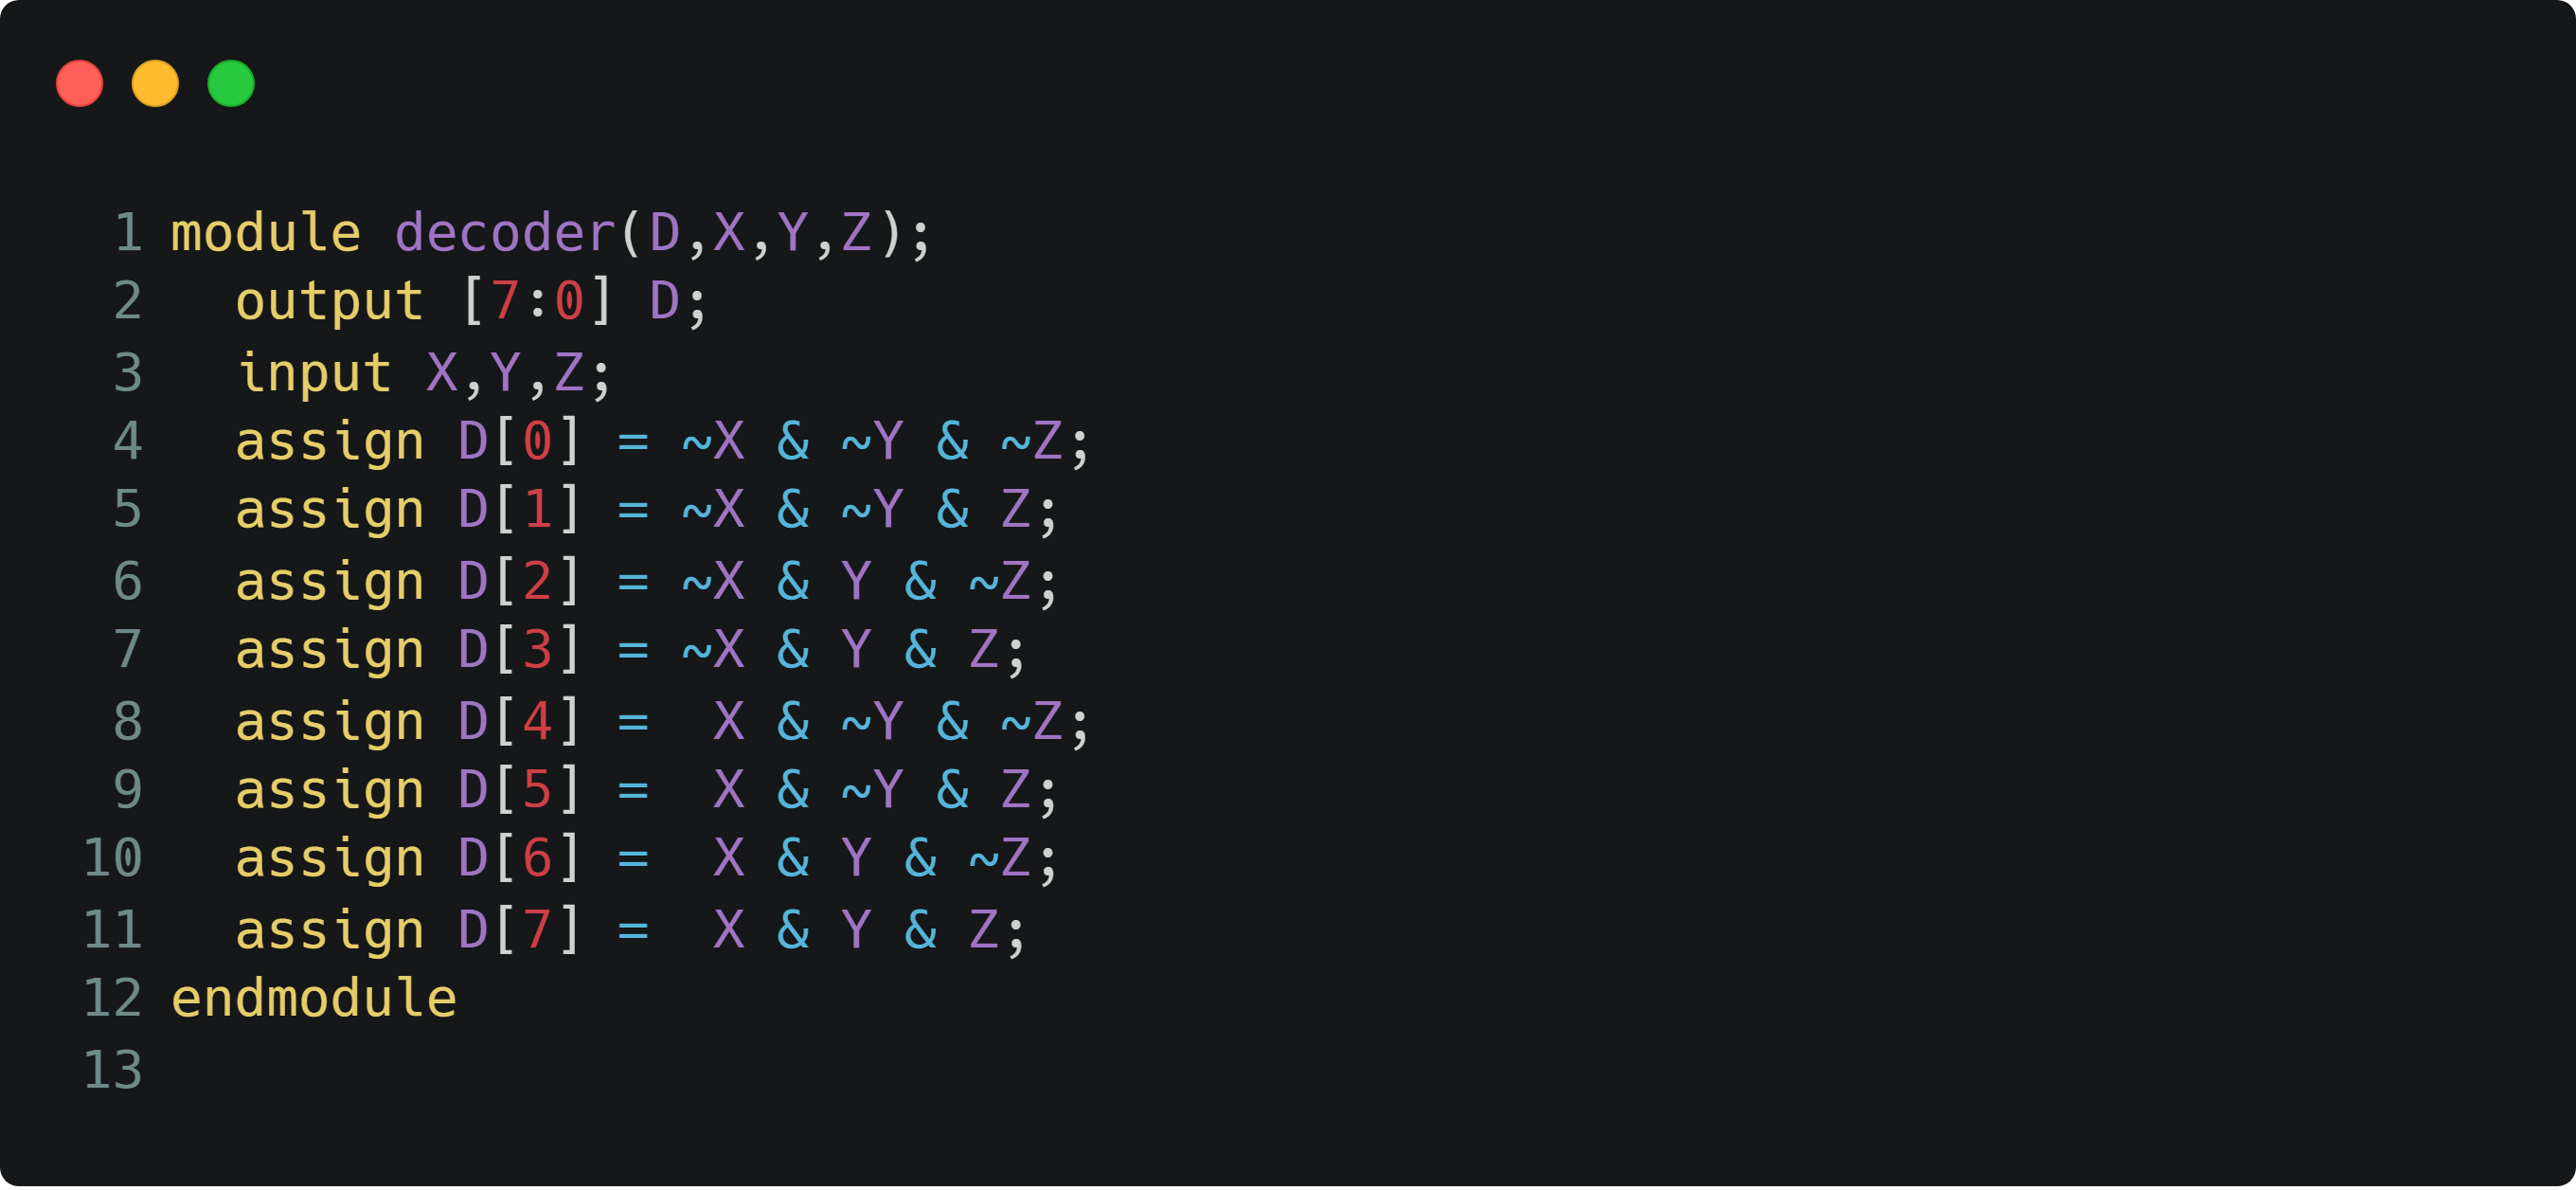 1 module decoder(D,X,Y,Z);
2   output [7:0] D;
3   input X,Y,Z;
4   assign D[0] = ~X & ~Y & ~Z;
5   assign D[1] = ~X & ~Y & Z;
6   assign D[2] = ~X & Y & ~Z;
7   assign D[3] = ~X & Y & Z;
8   assign D[4] =  X & ~Y & ~Z;
9   assign D[5] =  X & ~Y & Z;
10   assign D[6] =  X & Y & ~Z;
11   assign D[7] =  X & Y & Z;
12 endmodule
13